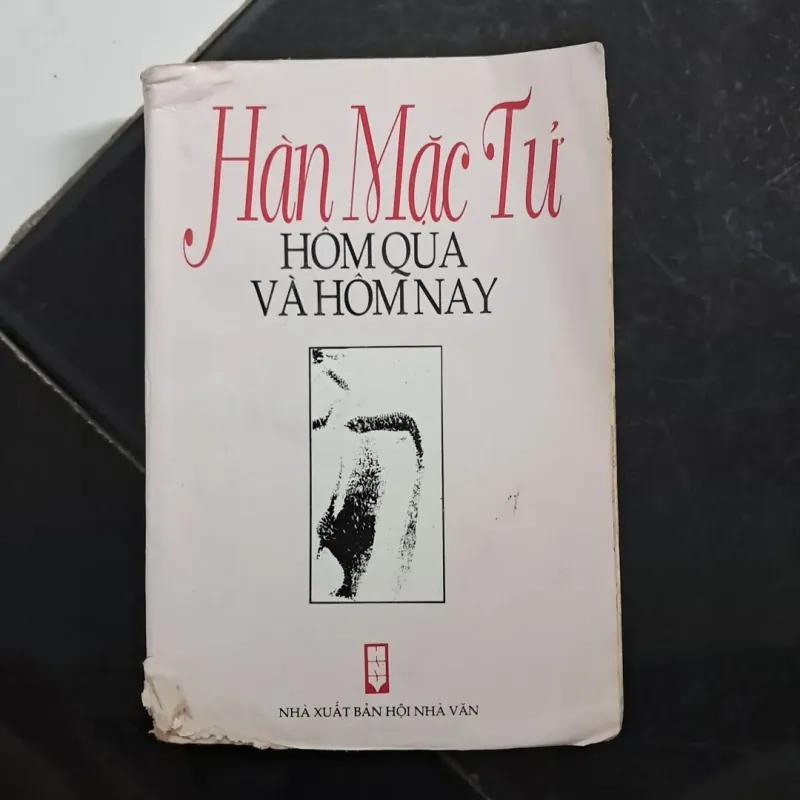 Hàn Mặc Tử
HÔM QUA
VÀ HÔM NAY
NHÀ XUẤT BẢN HỘI NHÀ VĂN